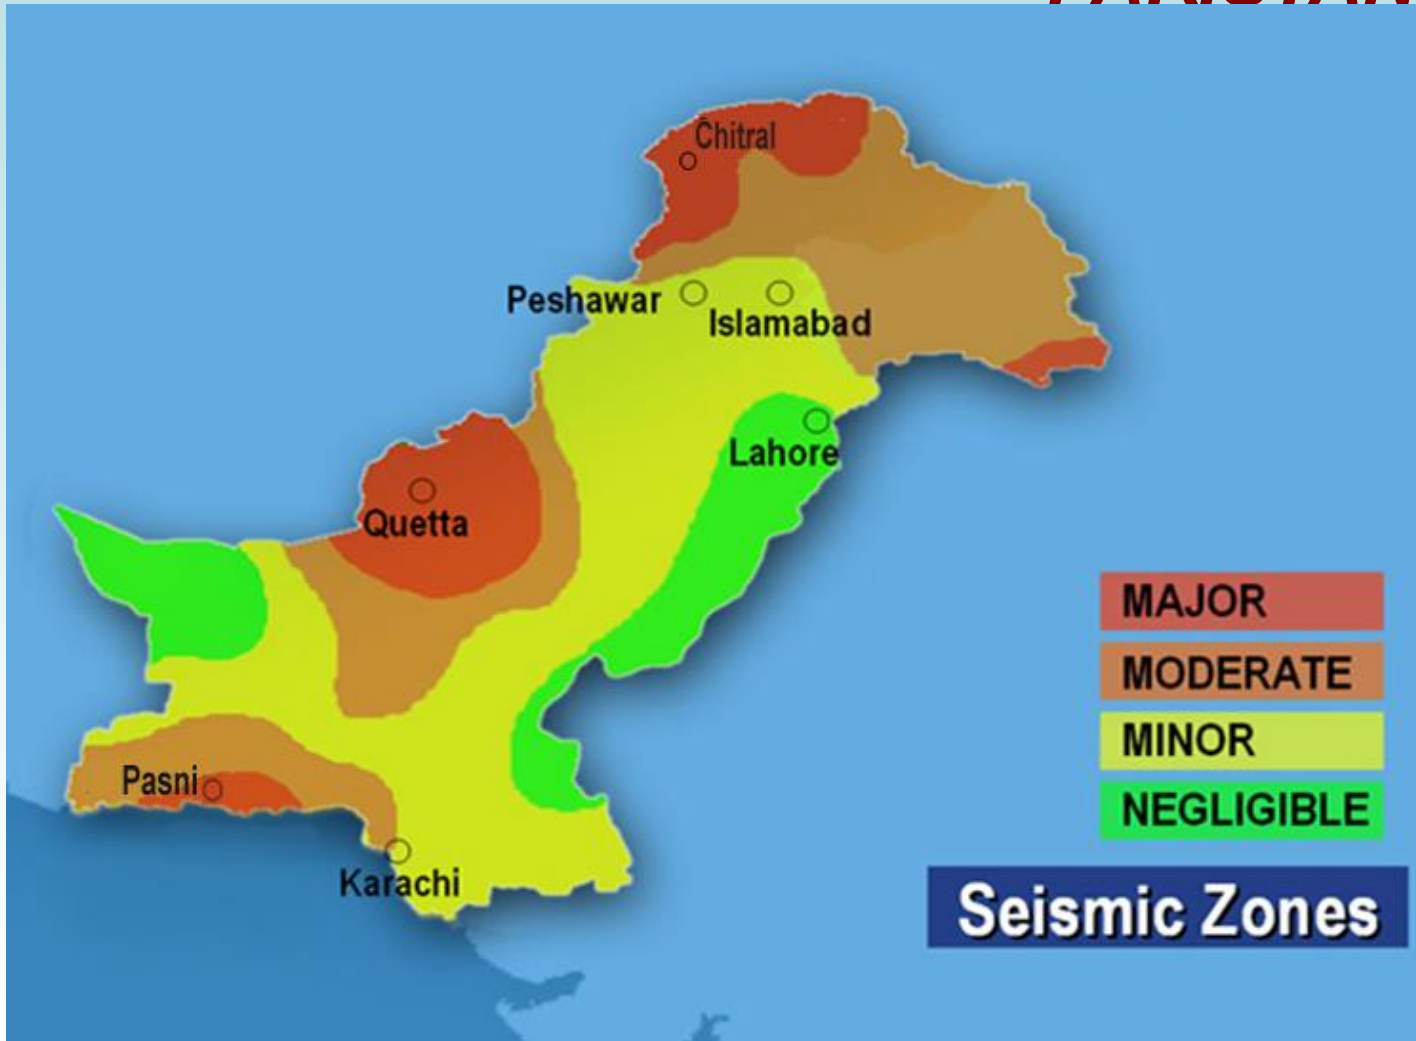 Chitral
Peshawar
Islamabad
Lahore
Quetta
Pasni
Karachi
MAJOR
MODERATE
MINOR
NEGLIGIBLE
Seismic Zones